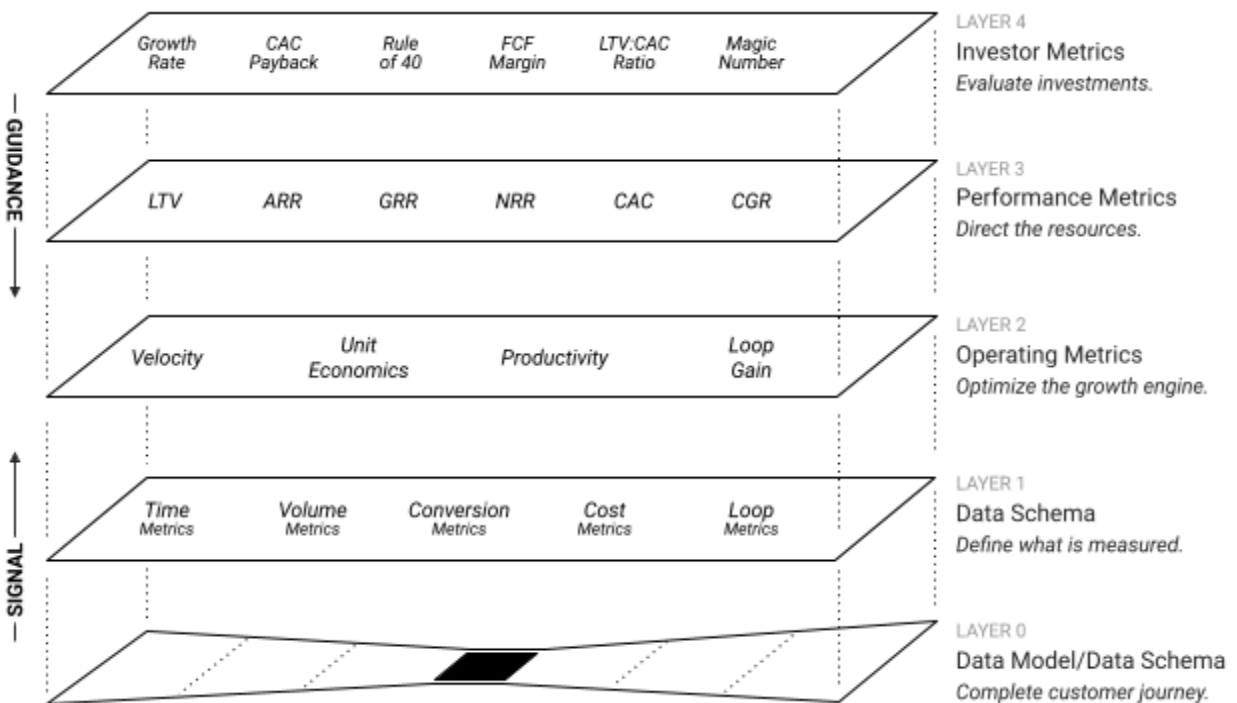 LAYER 4
Investor Metrics
Evaluate investments.
Growth
Rate
CAC
Payback
Rule
of 40
FCF
Margin
LTV:CAC
Ratio
Magic
Number
GUIDANCE
LAYER 3
Performance Metrics
Direct the resources.
LTV
ARR
GRR
NRR
CAC
CGR
LAYER 2
Operating Metrics
Optimize the growth engine.
Velocity
Unit
Economics
Productivity
Loop
Gain
SIGNAL
LAYER 1
Data Schema
Define what is measured.
Time
Metrics
Volume
Metrics
Conversion
Metrics
Cost
Metrics
Loop
Metrics
LAYER 0
Data Model/Data Schema
Complete customer journey.